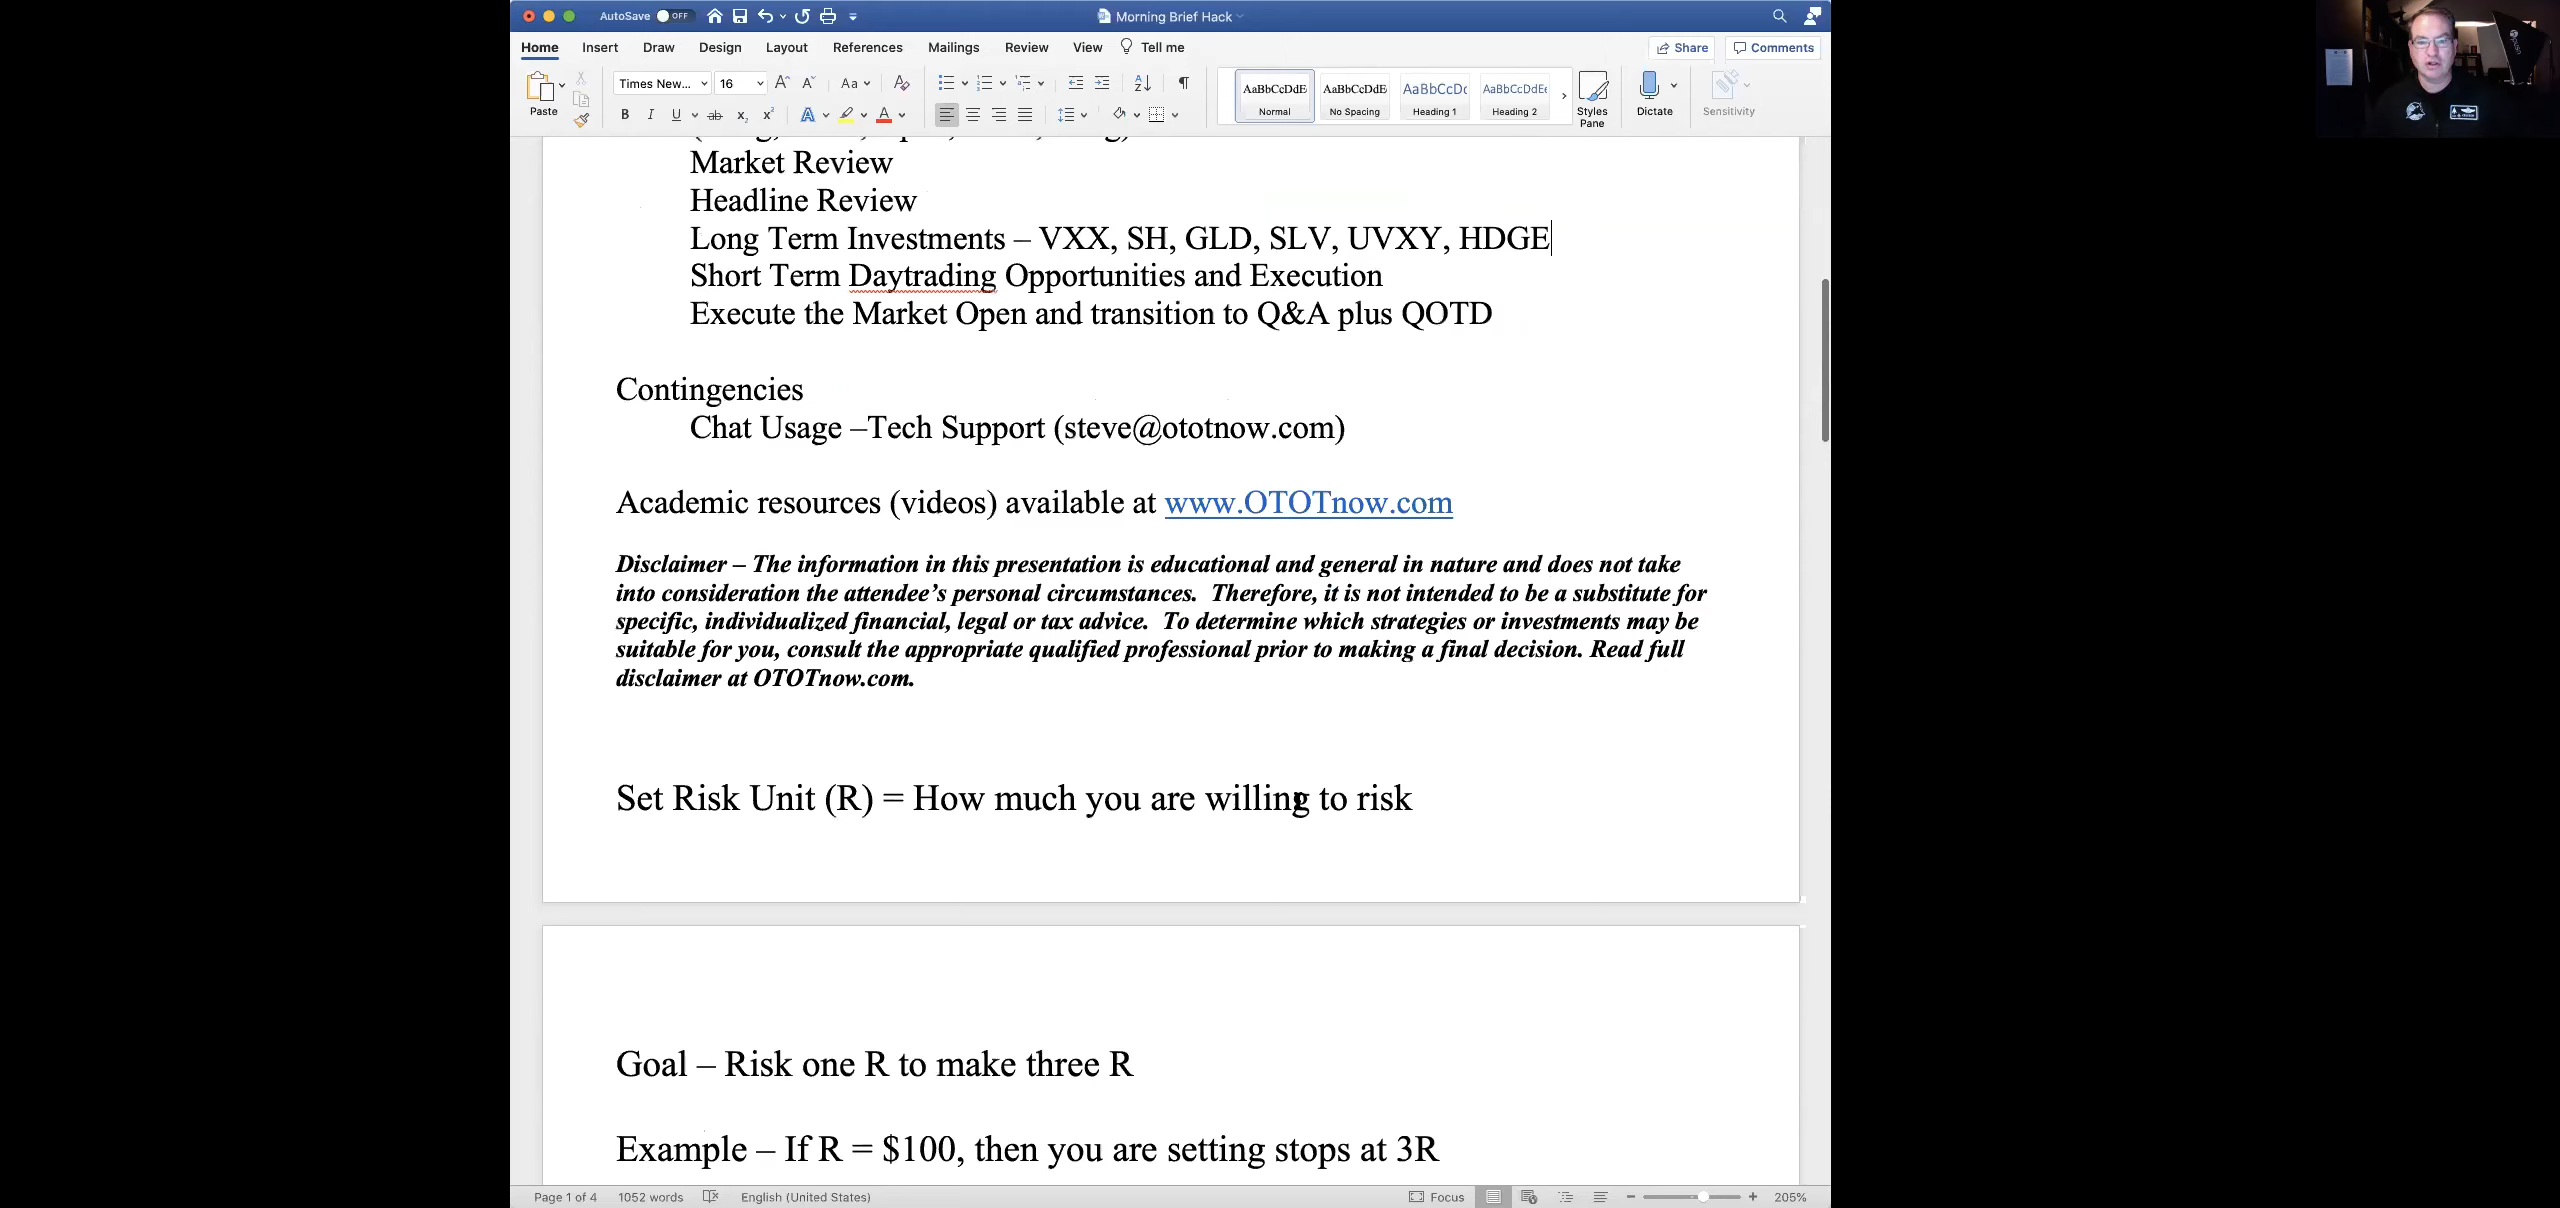 AutoSave OFF
Morning Brief Hack
Home Insert Draw Design Layout References Mailings Review View Tell me
Share Comments
Paste
Times New... 16
AaBbCcDdE Normal
AaBbCcDdE No Spacing
AaBbCcDc Heading 1
AaBbCcDdEe Heading 2
Styles Pane
Dictate
Sensitivity
Market Review
Headline Review
Long Term Investments – VXX, SH, GLD, SLV, UVXY, HDGE
Short Term Daytrading Opportunities and Execution
Execute the Market Open and transition to Q&A plus QOTD
Contingencies
Chat Usage –Tech Support (steve@ototnow.com)
Academic resources (videos) available at www.OTOTnow.com
Disclaimer – The information in this presentation is educational and general in nature and does not take
into consideration the attendee’s personal circumstances. Therefore, it is not intended to be a substitute for
specific, individualized financial, legal or tax advice. To determine which strategies or investments may be
suitable for you, consult the appropriate qualified professional prior to making a final decision. Read full
disclaimer at OTOTnow.com.
Set Risk Unit (R) = How much you are willing to risk
Goal – Risk one R to make three R
Example – If R = $100, then you are setting stops at 3R
Page 1 of 4 1052 words English (United States) Focus 205%